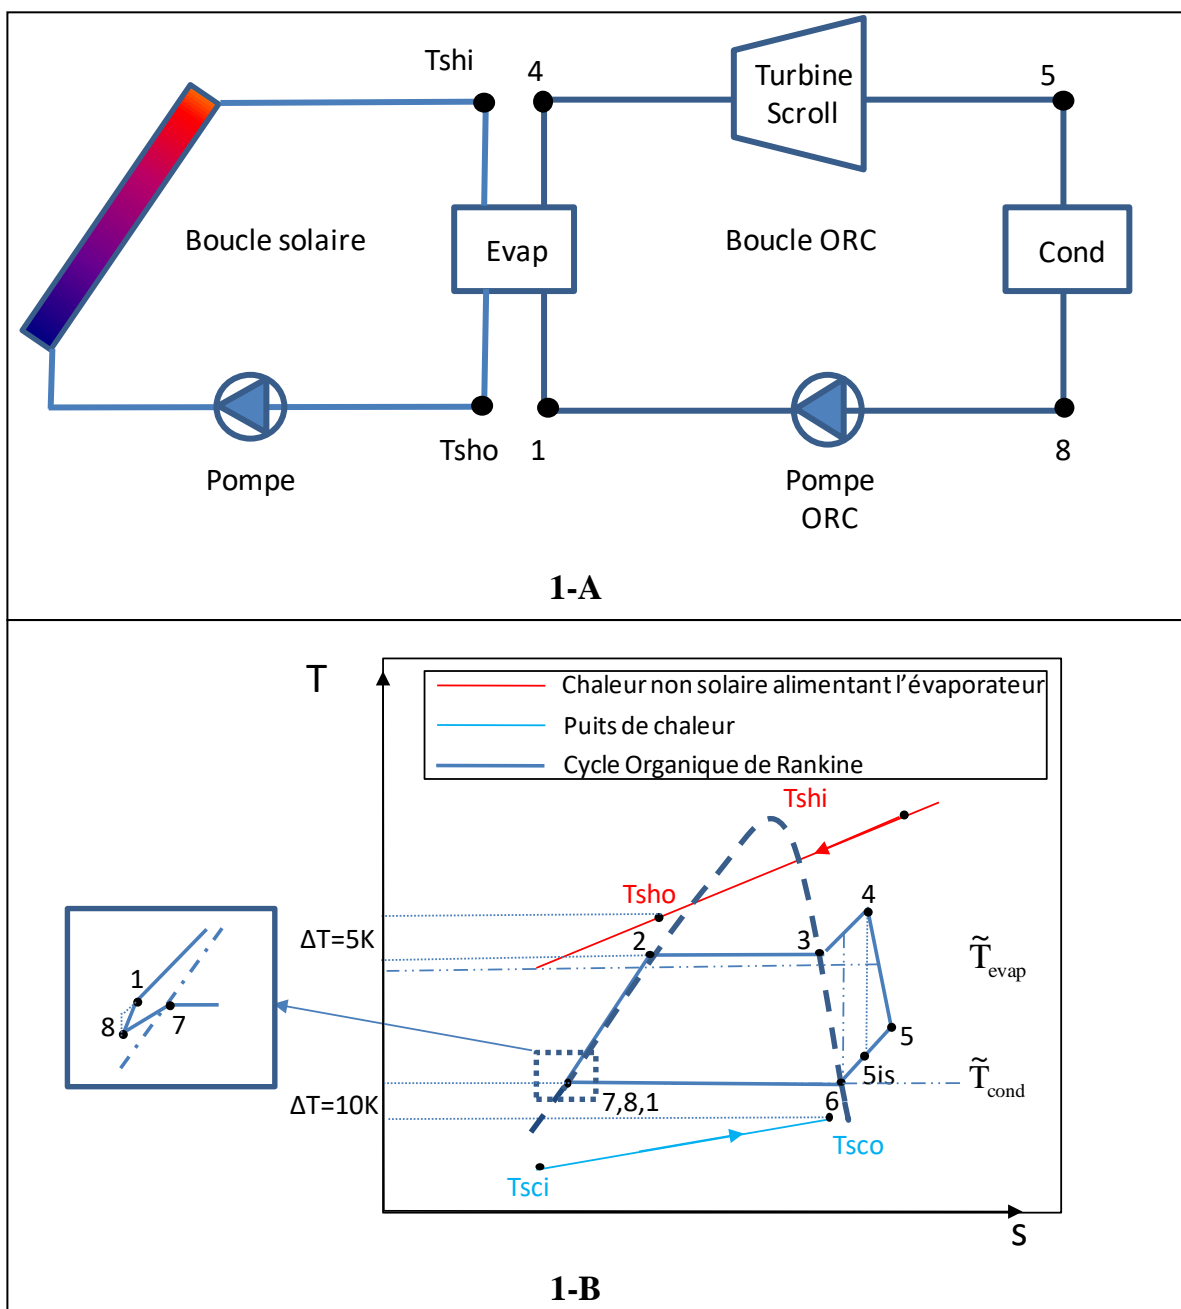 Tshi
4
Turbine
Scroll
5
Boucle solaire
Evap
Boucle ORC
Cond
Tsho
1
8
Pompe
Pompe
ORC
1-A
T
Chaleur non solaire alimentant l'évaporateur
Puits de chaleur
Cycle Organique de Rankine
Tshi
Tsho
4
ΔT=5K
2
3
T̃evap
1
8
7
5
5is
T̃cond
ΔT=10K
7,8,1
6
Tsco
Tsci
s
1-B